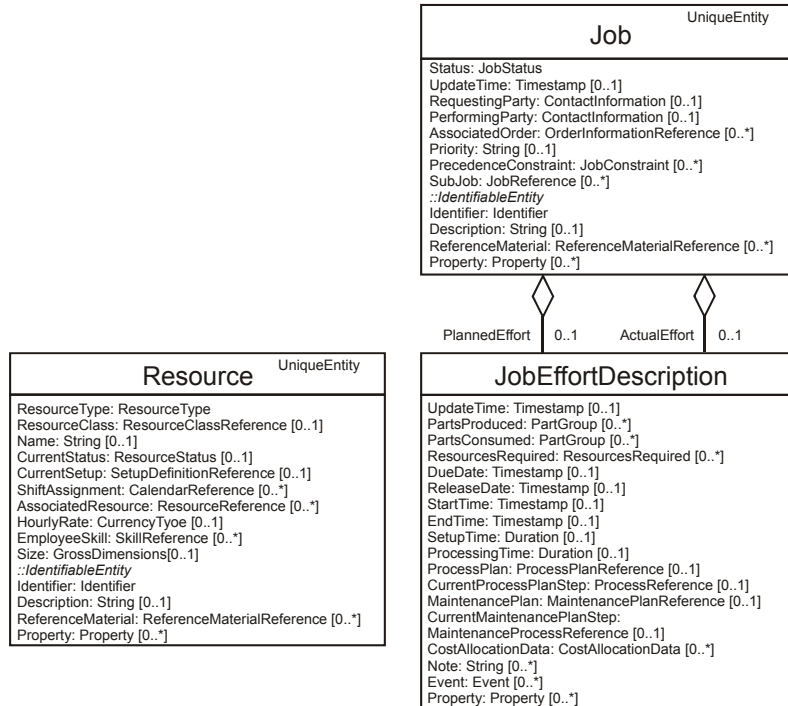 UniqueEntity
Job
Status: JobStatus
UpdateTime: Timestamp [0..1]
RequestingParty: ContactInformation [0..1]
PerformingParty: ContactInformation [0..1]
AssociatedOrder: OrderInformationReference [0..*]
Priority: String [0..1]
PrecedenceConstraint: JobConstraint [0..*]
SubJob: JobReference [0..*]
::IdentifiableEntity
Identifier: Identifier
Description: String [0..1]
ReferenceMaterial: ReferenceMaterialReference [0..*]
Property: Property [0..*]
PlannedEffort 0..1 ActualEffort 0..1
UniqueEntity
Resource
ResourceType: ResourceType
ResourceClass: ResourceClassReference [0..1]
Name: String [0..1]
CurrentStatus: ResourceStatus [0..1]
CurrentSetup: SetupDefinitionReference [0..1]
ShiftAssignment: CalendarReference [0..*]
AssociatedResource: ResourceReference [0..*]
HourlyRate: CurrencyTyoe [0..1]
EmployeeSkill: SkillReference [0..*]
Size: GrossDimensions[0..1]
::IdentifiableEntity
Identifier: Identifier
Description: String [0..1]
ReferenceMaterial: ReferenceMaterialReference [0..*]
Property: Property [0..*]
JobEffortDescription
UpdateTime: Timestamp [0..1]
PartsProduced: PartGroup [0..*]
PartsConsumed: PartGroup [0..*]
ResourcesRequired: ResourcesRequired [0..*]
DueDate: Timestamp [0..1]
ReleaseDate: Timestamp [0..1]
StartTime: Timestamp [0..1]
EndTime: Timestamp [0..1]
SetupTime: Duration [0..1]
ProcessingTime: Duration [0..1]
ProcessPlan: ProcessPlanReference [0..1]
CurrentProcessPlanStep: ProcessReference [0..1]
MaintenancePlan: MaintenancePlanReference [0..1]
CurrentMaintenancePlanStep:
MaintenanceProcessReference [0..1]
CostAllocationData: CostAllocationData [0..*]
Note: String [0..*]
Event: Event [0..*]
Property: Property [0..*]